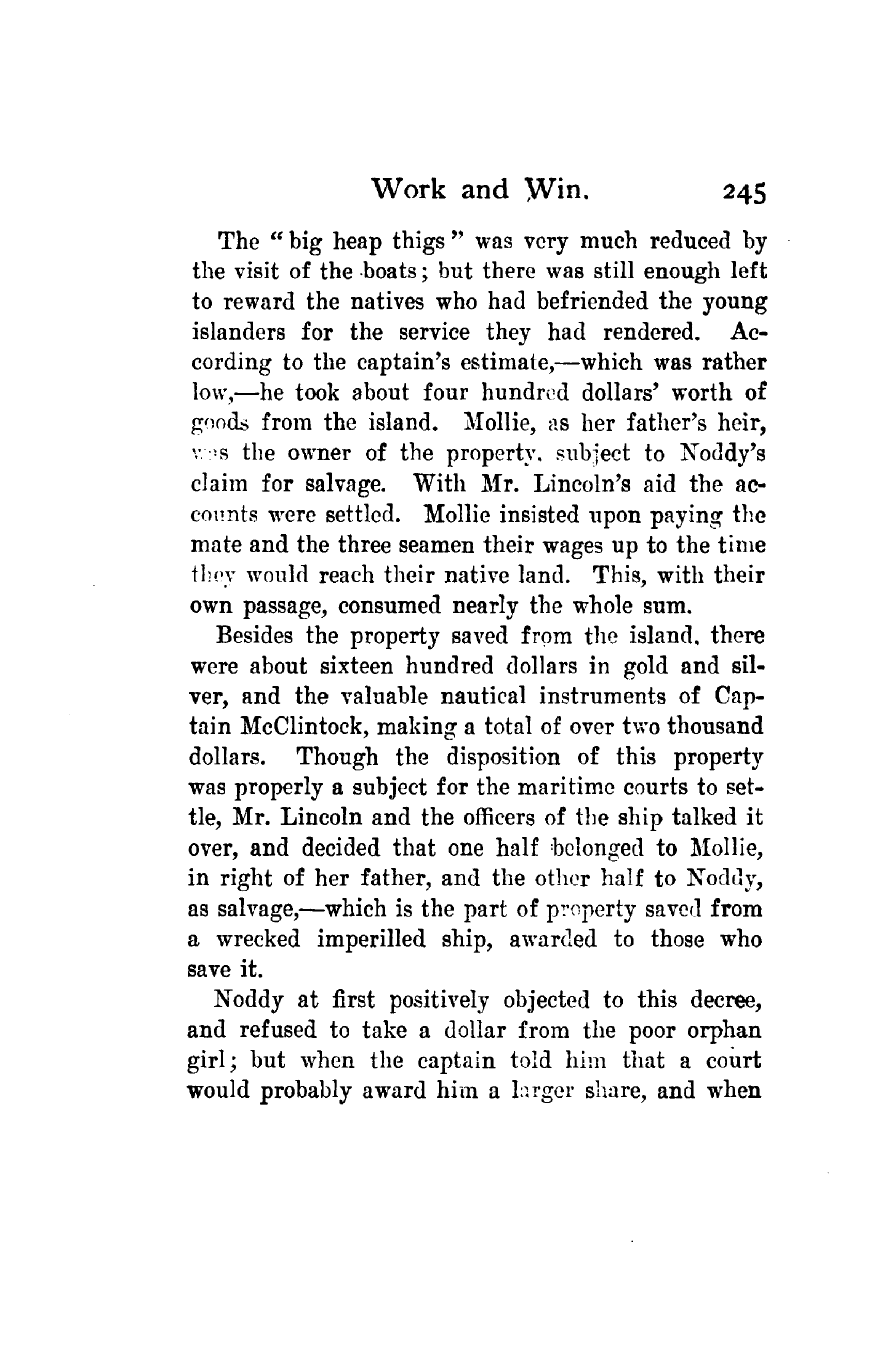 Work and Win. 245
The “big heap thigs” was very much reduced by
the visit of the boats; but there was still enough left
to reward the natives who had befriended the young
islanders for the service they had rendered. Ac-
cording to the captain’s estimate,—which was rather
low,—he took about four hundred dollars’ worth of
goods from the island. Mollie, as her father’s heir,
was the owner of the property, subject to Noddy’s
claim for salvage. With Mr. Lincoln’s aid the ac-
counts were settled. Mollie insisted upon paying the
mate and the three seamen their wages up to the time
they would reach their native land. This, with their
own passage, consumed nearly the whole sum.
Besides the property saved from the island, there
were about sixteen hundred dollars in gold and sil-
ver, and the valuable nautical instruments of Cap-
tain McClintock, making a total of over two thousand
dollars. Though the disposition of this property
was properly a subject for the maritime courts to set-
tle, Mr. Lincoln and the officers of the ship talked it
over, and decided that one half belonged to Mollie,
in right of her father, and the other half to Noddy,
as salvage,—which is the part of property saved from
a wrecked imperilled ship, awarded to those who
save it.
Noddy at first positively objected to this decree,
and refused to take a dollar from the poor orphan
girl; but when the captain told him that a court
would probably award him a larger share, and when